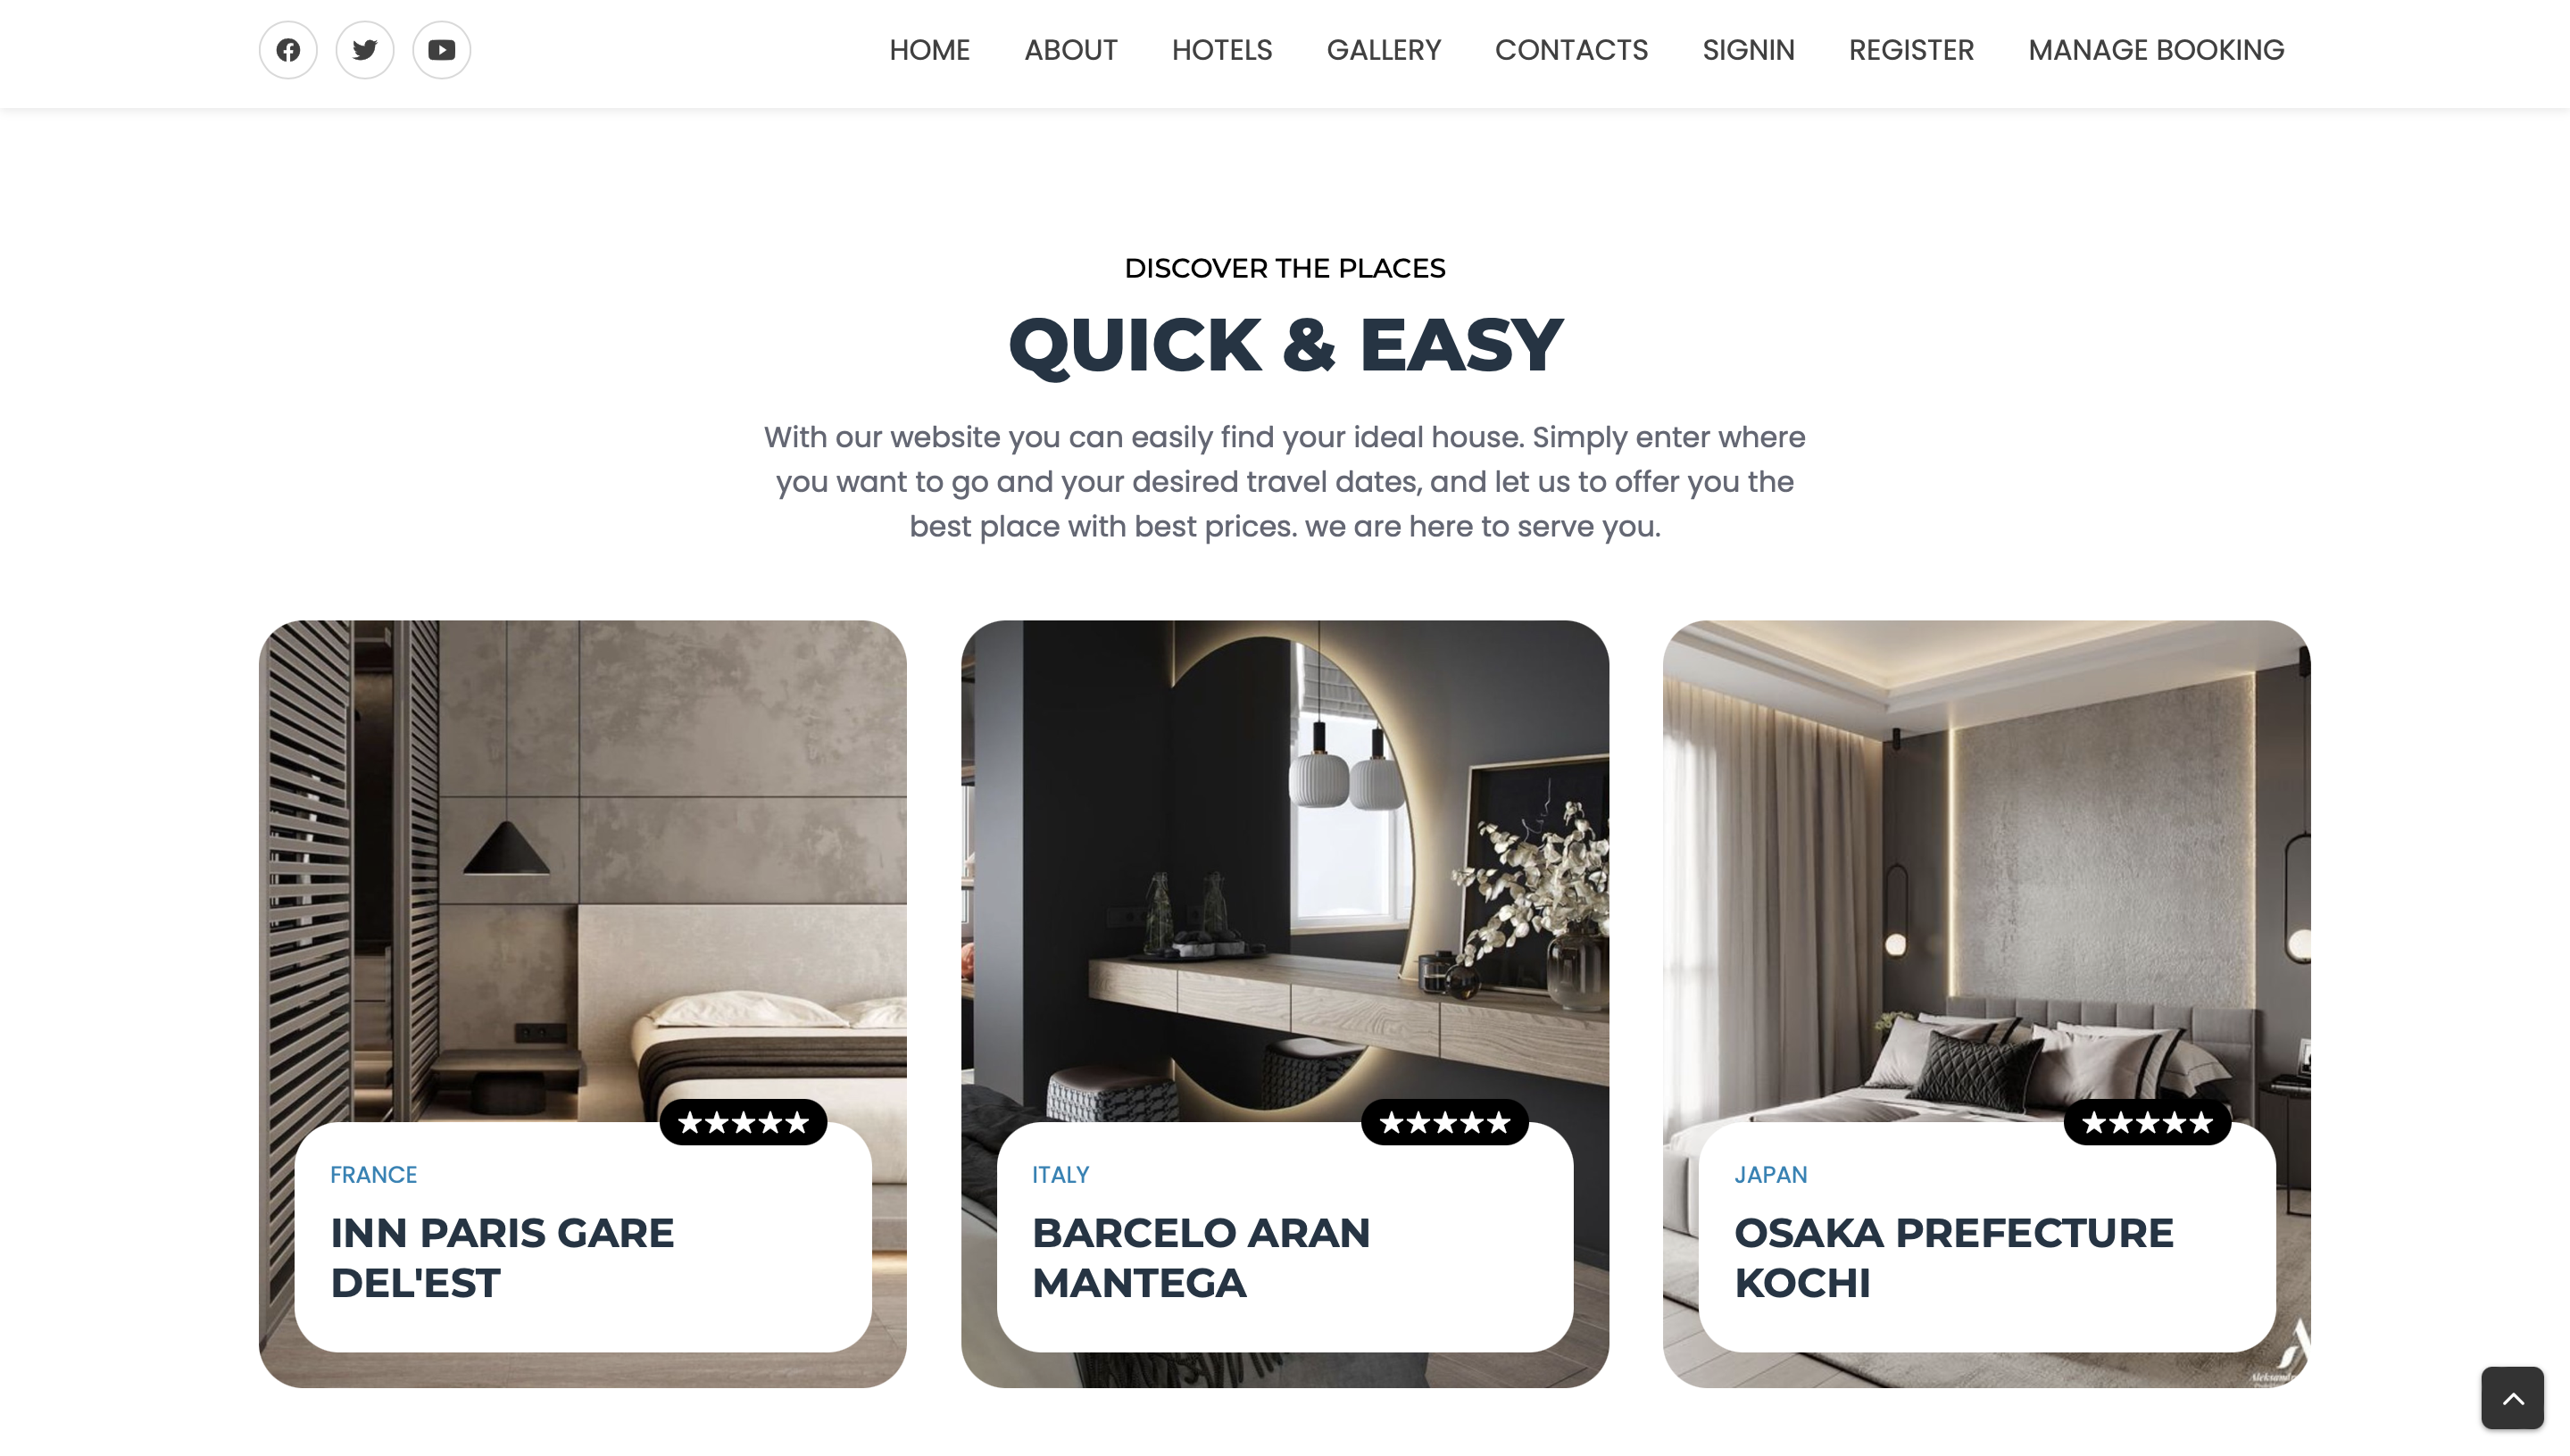 HOME ABOUT HOTELS GALLERY CONTACTS SIGNIN REGISTER MANAGE BOOKING
DISCOVER THE PLACES
QUICK & EASY
With our website you can easily find your ideal house. Simply enter where
you want to go and your desired travel dates, and let us to offer you the
best place with best prices. we are here to serve you.
FRANCE
INN PARIS GARE
DEL'EST
ITALY
BARCELO ARAN
MANTEGA
JAPAN
OSAKA PREFECTURE
KOCHI